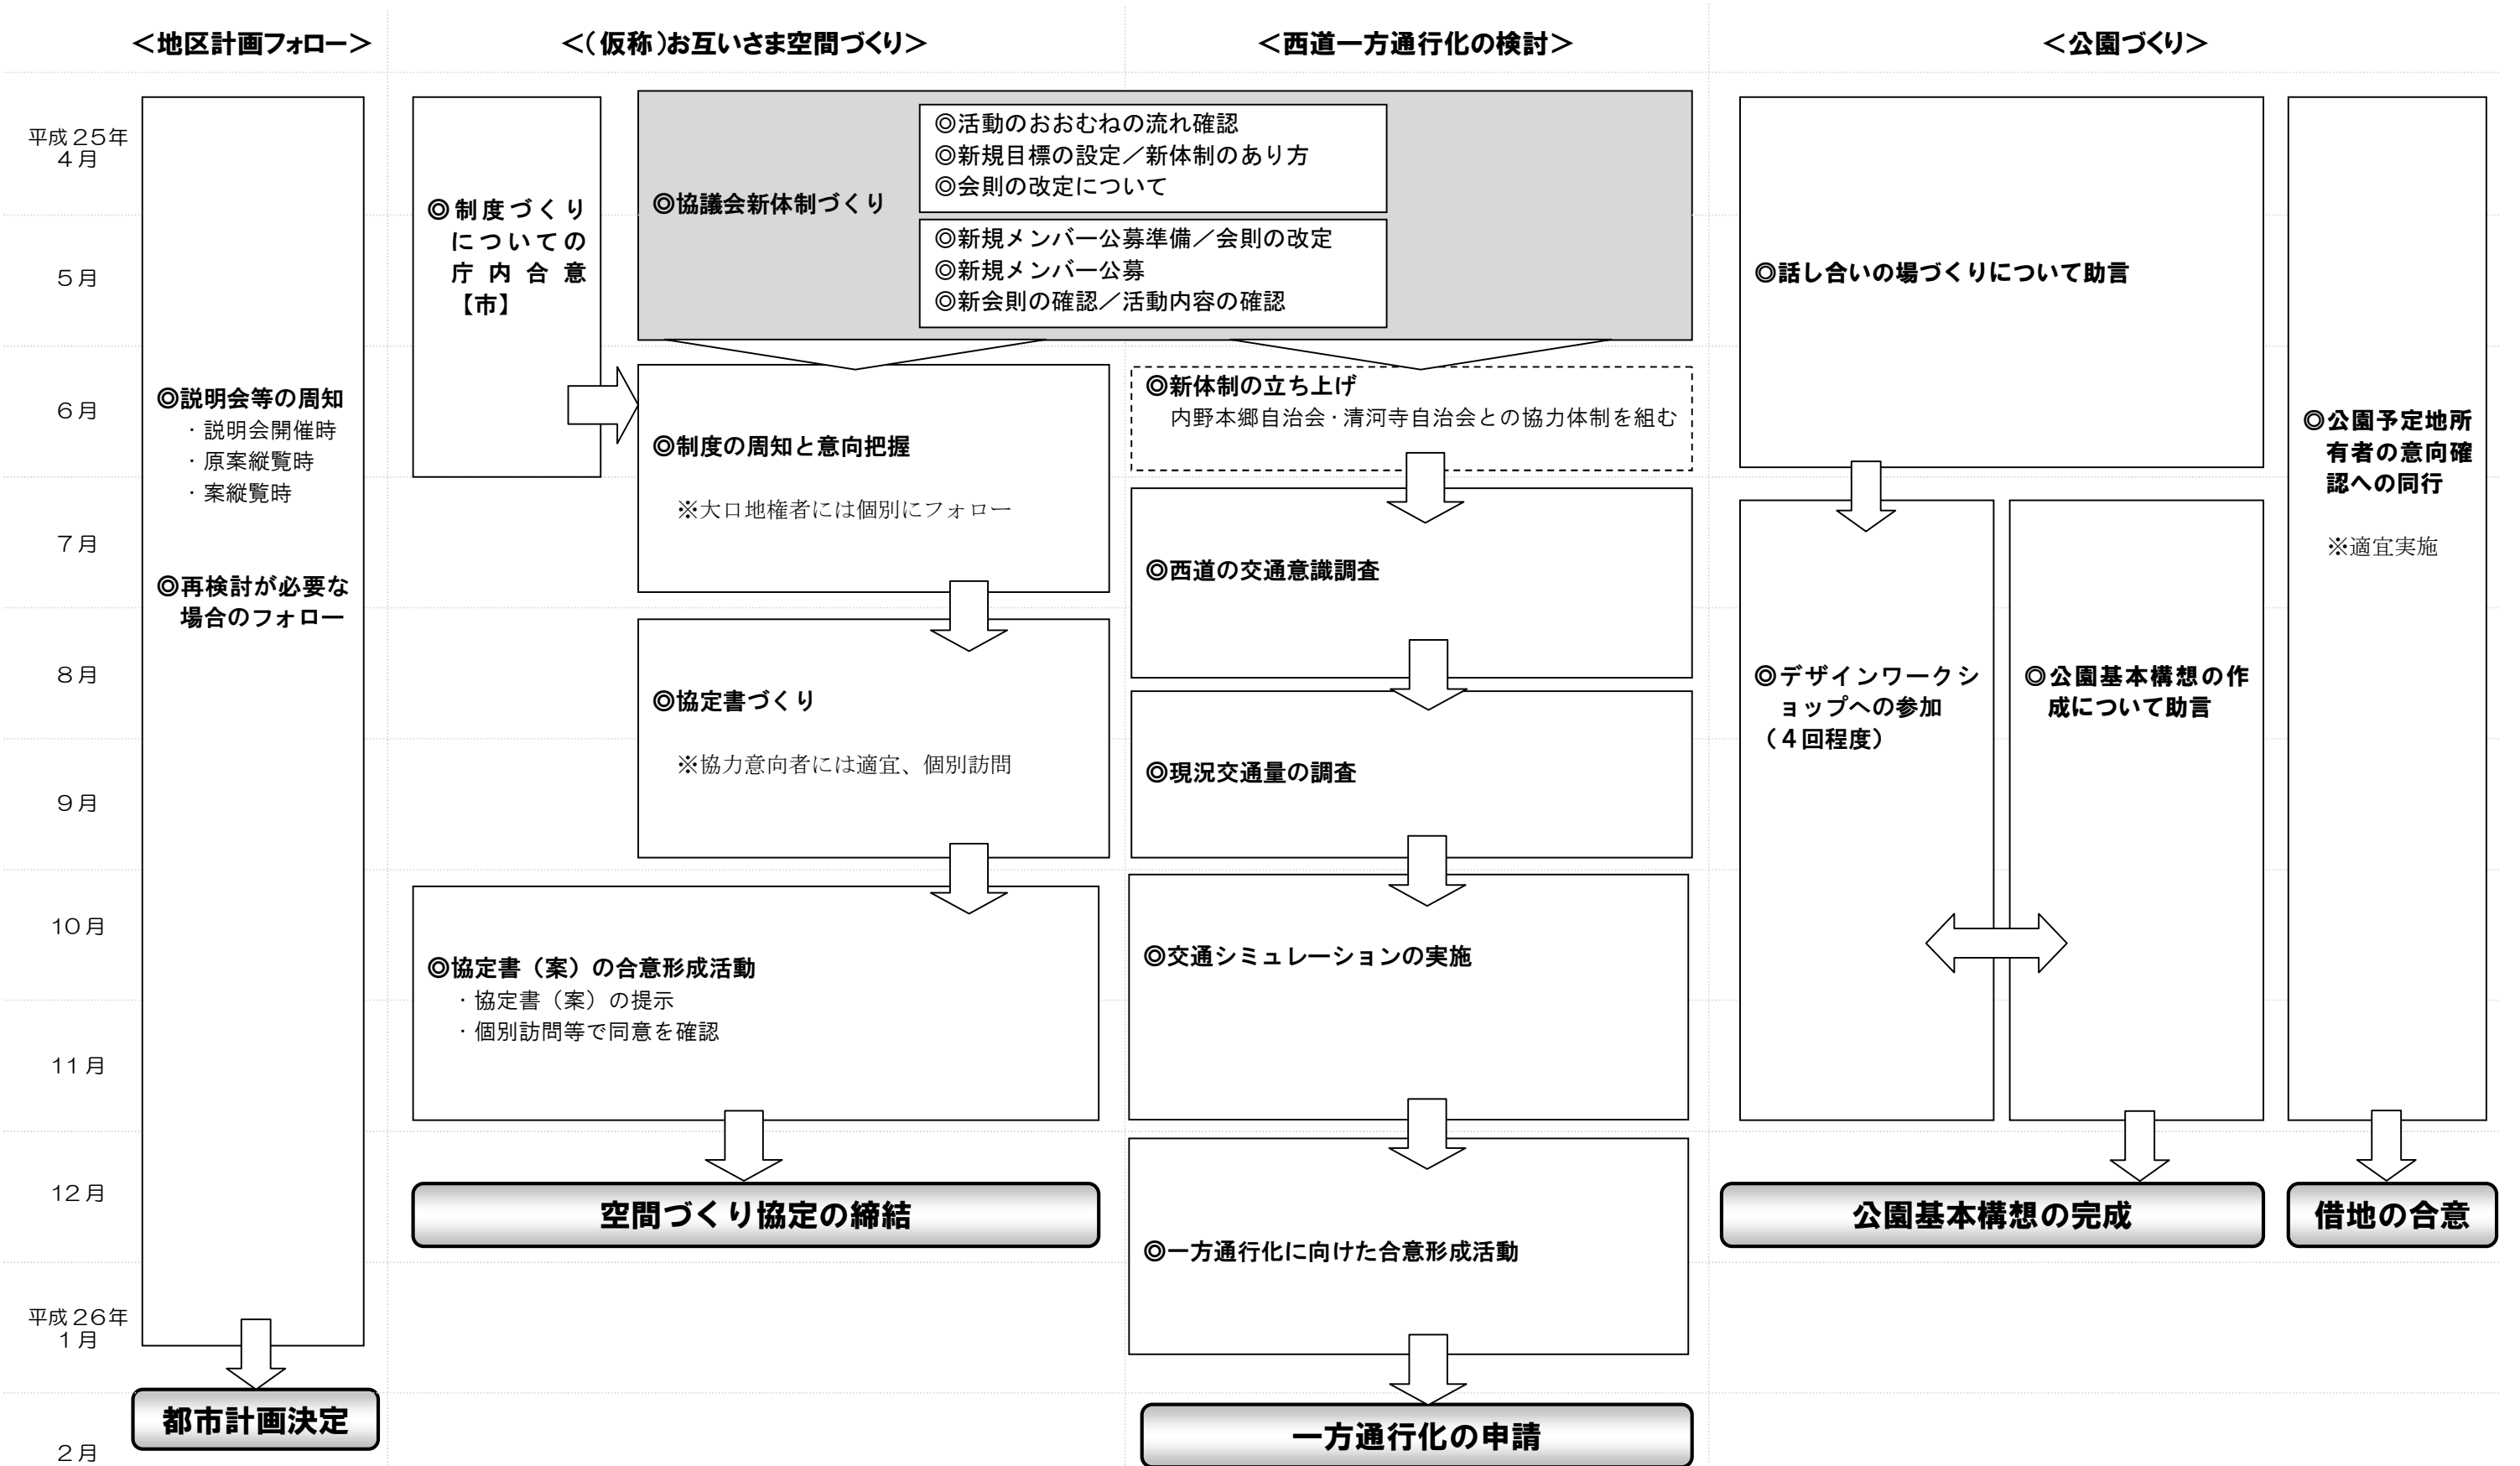 ＜地区計画フォロー＞
＜（仮称）お互いさま空間づくり＞
＜西道一方通行化の検討＞
＜公園づくり＞
平成25年
4月
5月
6月
7月
8月
9月
10月
11月
12月
平成26年
1月
2月
◎説明会等の周知
・説明会開催時
・原案縦覧時
・案縦覧時
◎再検討が必要な
場合のフォロー
都市計画決定
◎制度づくり
についての
庁内合意
【市】
◎協議会新体制づくり
◎活動のおおむねの流れ確認
◎新規目標の設定／新体制のあり方
◎会則の改定について
◎新規メンバー公募準備／会則の改定
◎新規メンバー公募
◎新会則の確認／活動内容の確認
◎制度の周知と意向把握
※大口地権者には個別にフォロー
◎協定書づくり
※協力意向者には適宜、個別訪問
◎協定書（案）の合意形成活動
・協定書（案）の提示
・個別訪問等で同意を確認
空間づくり協定の締結
◎新体制の立ち上げ
内野本郷自治会・清河寺自治会との協力体制を組む
◎西道の交通意識調査
◎現況交通量の調査
◎交通シミュレーションの実施
◎一方通行化に向けた合意形成活動
一方通行化の申請
◎話し合いの場づくりについて助言
◎デザインワークシ
ョップへの参加
（4回程度）
◎公園基本構想の作
成について助言
公園基本構想の完成
◎公園予定地所
有者の意向確
認への同行
※適宜実施
借地の合意